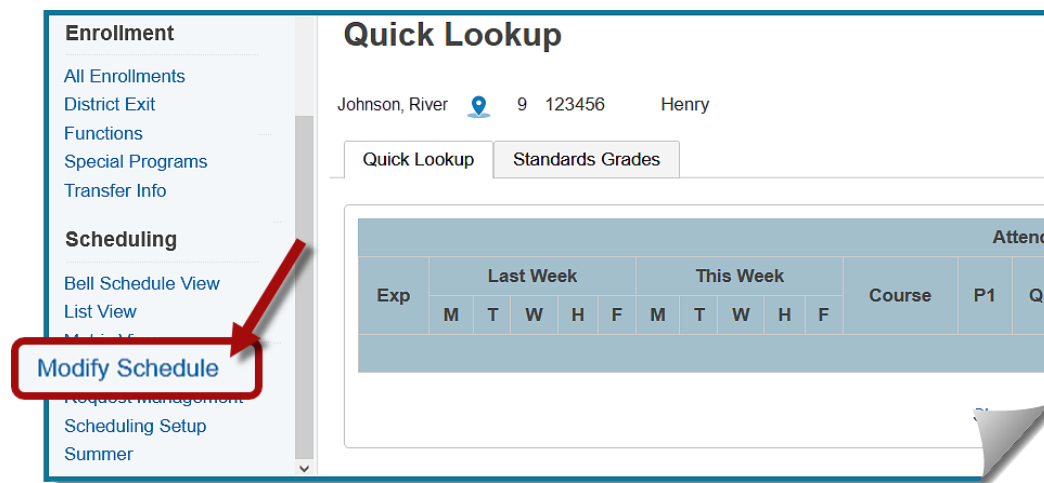 Enrollment
All Enrollments
District Exit
Functions
Special Programs
Transfer Info
Scheduling
Bell Schedule View
List View
Modify Schedule
Request Management
Scheduling Setup
Summer
Quick Lookup
Johnson, River 9 123456 Henry
Quick Lookup Standards Grades
Exp Last Week This Week Course P1
M T W H F M T W H F